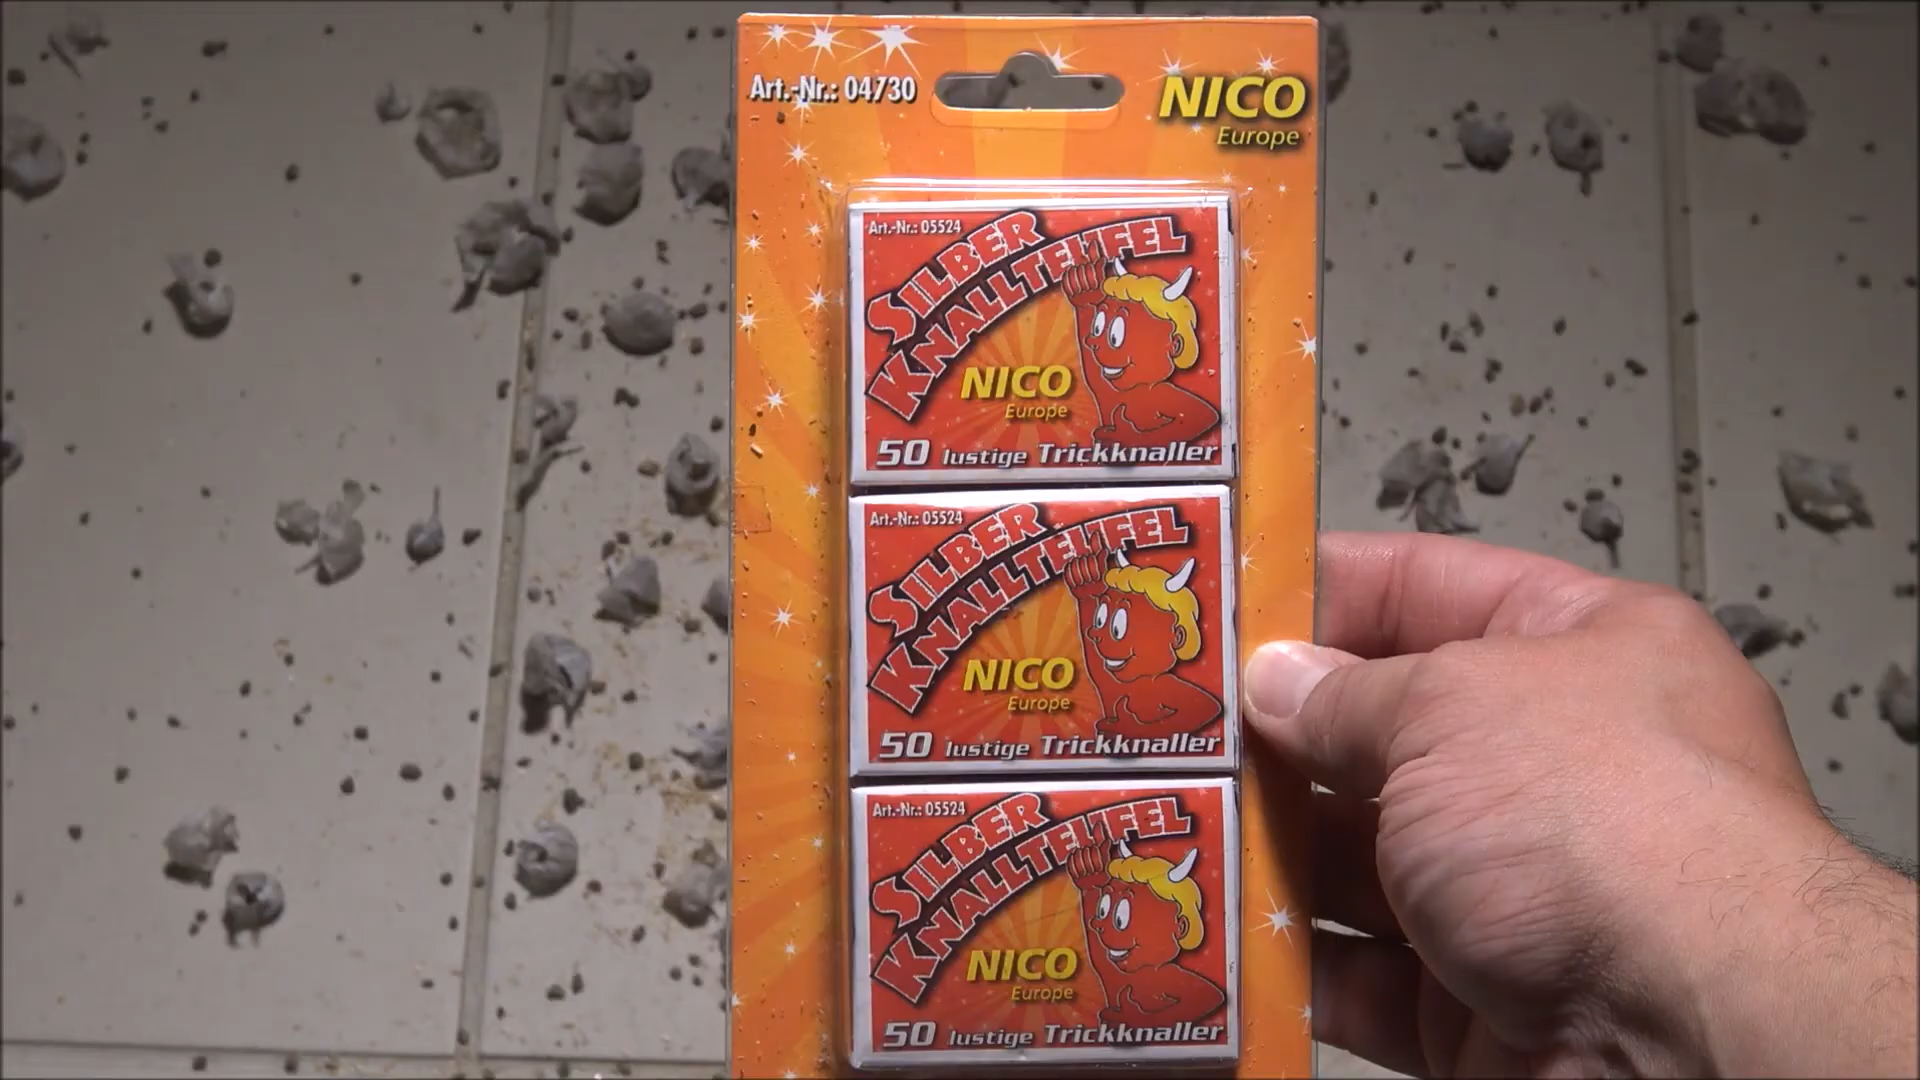 Art.-Nr.: 04730
NICO
Europe
Art.-Nr.: 05524
SILBER
KNALLTEUFEL
NICO
Europe
50 lustige Trickknaller
Art.-Nr.: 05524
SILBER
KNALLTEUFEL
NICO
Europe
50 lustige Trickknaller
Art.-Nr.: 05524
SILBER
KNALLTEUFEL
NICO
Europe
50 lustige Trickknaller